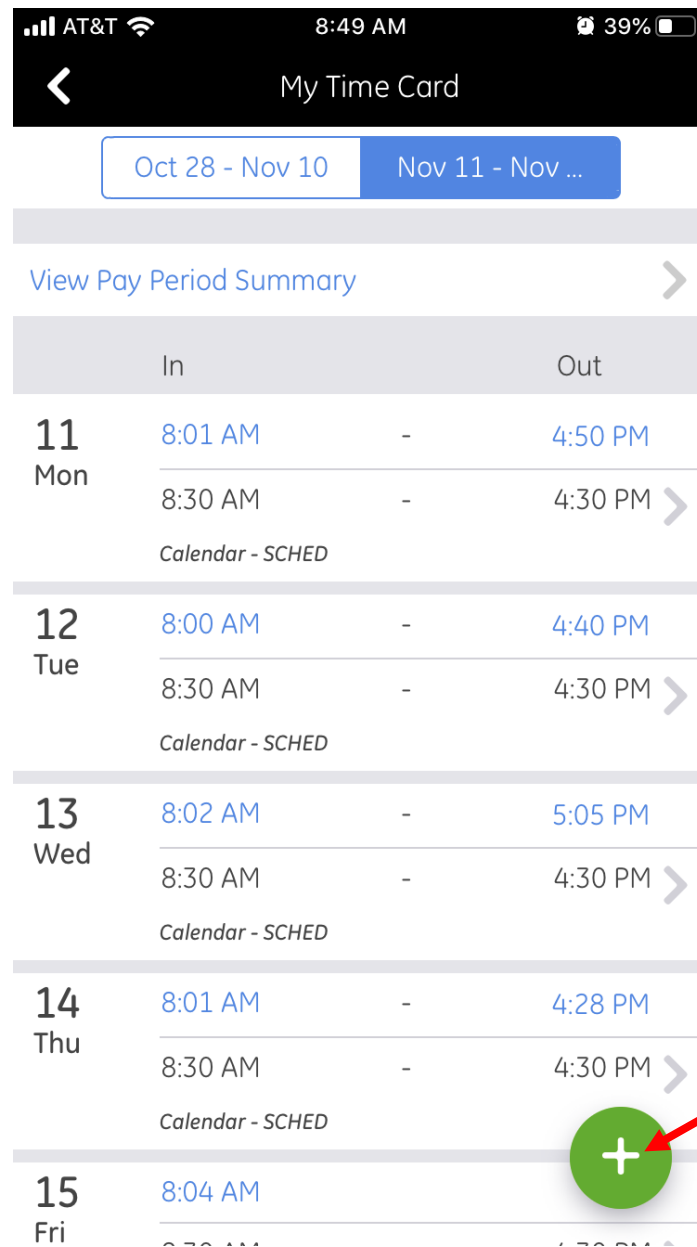 AT&T 8:49 AM 39%
My Time Card
Oct 28 - Nov 10 Nov 11 - Nov ...
View Pay Period Summary
In Out
11 8:01 AM - 4:50 PM
Mon
8:30 AM - 4:30 PM
Calendar - SCHED
12 8:00 AM - 4:40 PM
Tue
8:30 AM - 4:30 PM
Calendar - SCHED
13 8:02 AM - 5:05 PM
Wed
8:30 AM - 4:30 PM
Calendar - SCHED
14 8:01 AM - 4:28 PM
Thu
8:30 AM - 4:30 PM
Calendar - SCHED
15 8:04 AM
Fri